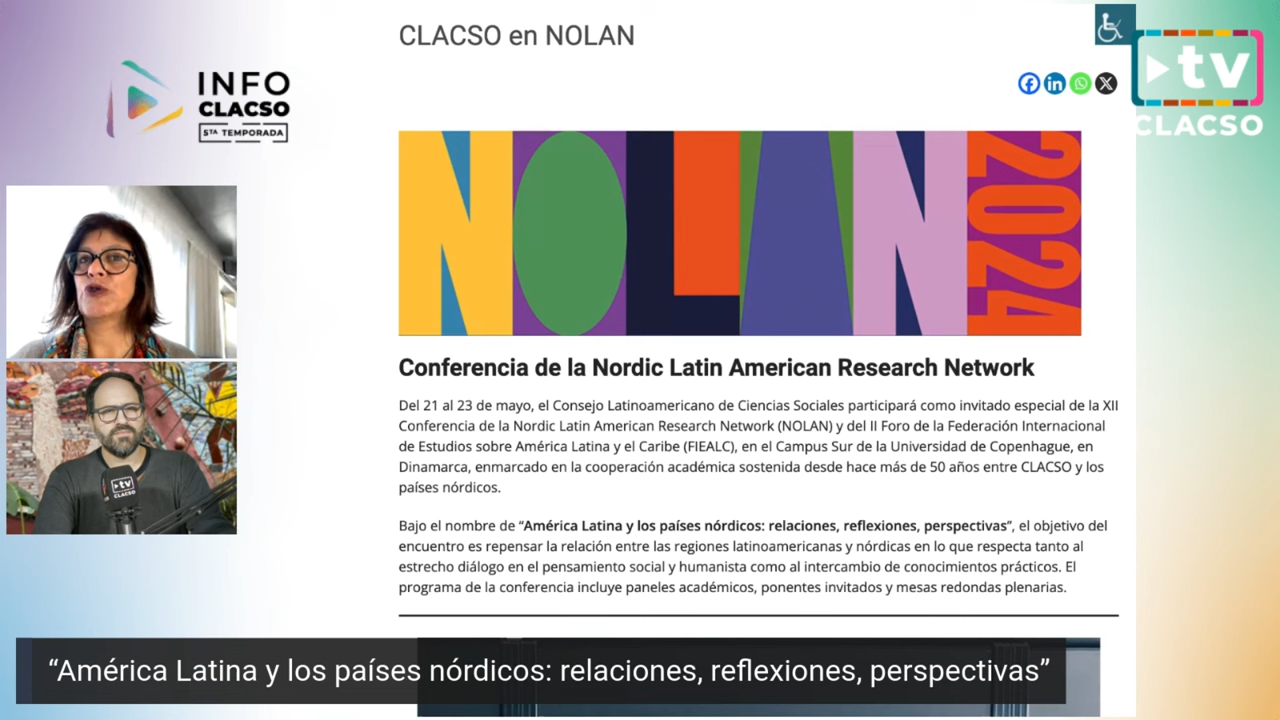 CLACSO en NOLAN
INFO
CLACSO
5TA TEMPORADA
tv
CLACSO
NOLAN 2024
Conferencia de la Nordic Latin American Research Network
Del 21 al 23 de mayo, el Consejo Latinoamericano de Ciencias Sociales participará como invitado especial de la XII
Conferencia de la Nordic Latin American Research Network (NOLAN) y del II Foro de la Federación Internacional
de Estudios sobre América Latina y el Caribe (FIEALC), en el Campus Sur de la Universidad de Copenhague, en
Dinamarca, enmarcado en la cooperación académica sostenida desde hace más de 50 años entre CLACSO y los
países nórdicos.
Bajo el nombre de “América Latina y los países nórdicos: relaciones, reflexiones, perspectivas”, el objetivo del
encuentro es repensar la relación entre las regiones latinoamericanas y nórdicas en lo que respecta tanto al
estrecho diálogo en el pensamiento social y humanista como al intercambio de conocimientos prácticos. El
programa de la conferencia incluye paneles académicos, ponentes invitados y mesas redondas plenarias.
tv
CLACSO
“América Latina y los países nórdicos: relaciones, reflexiones, perspectivas”